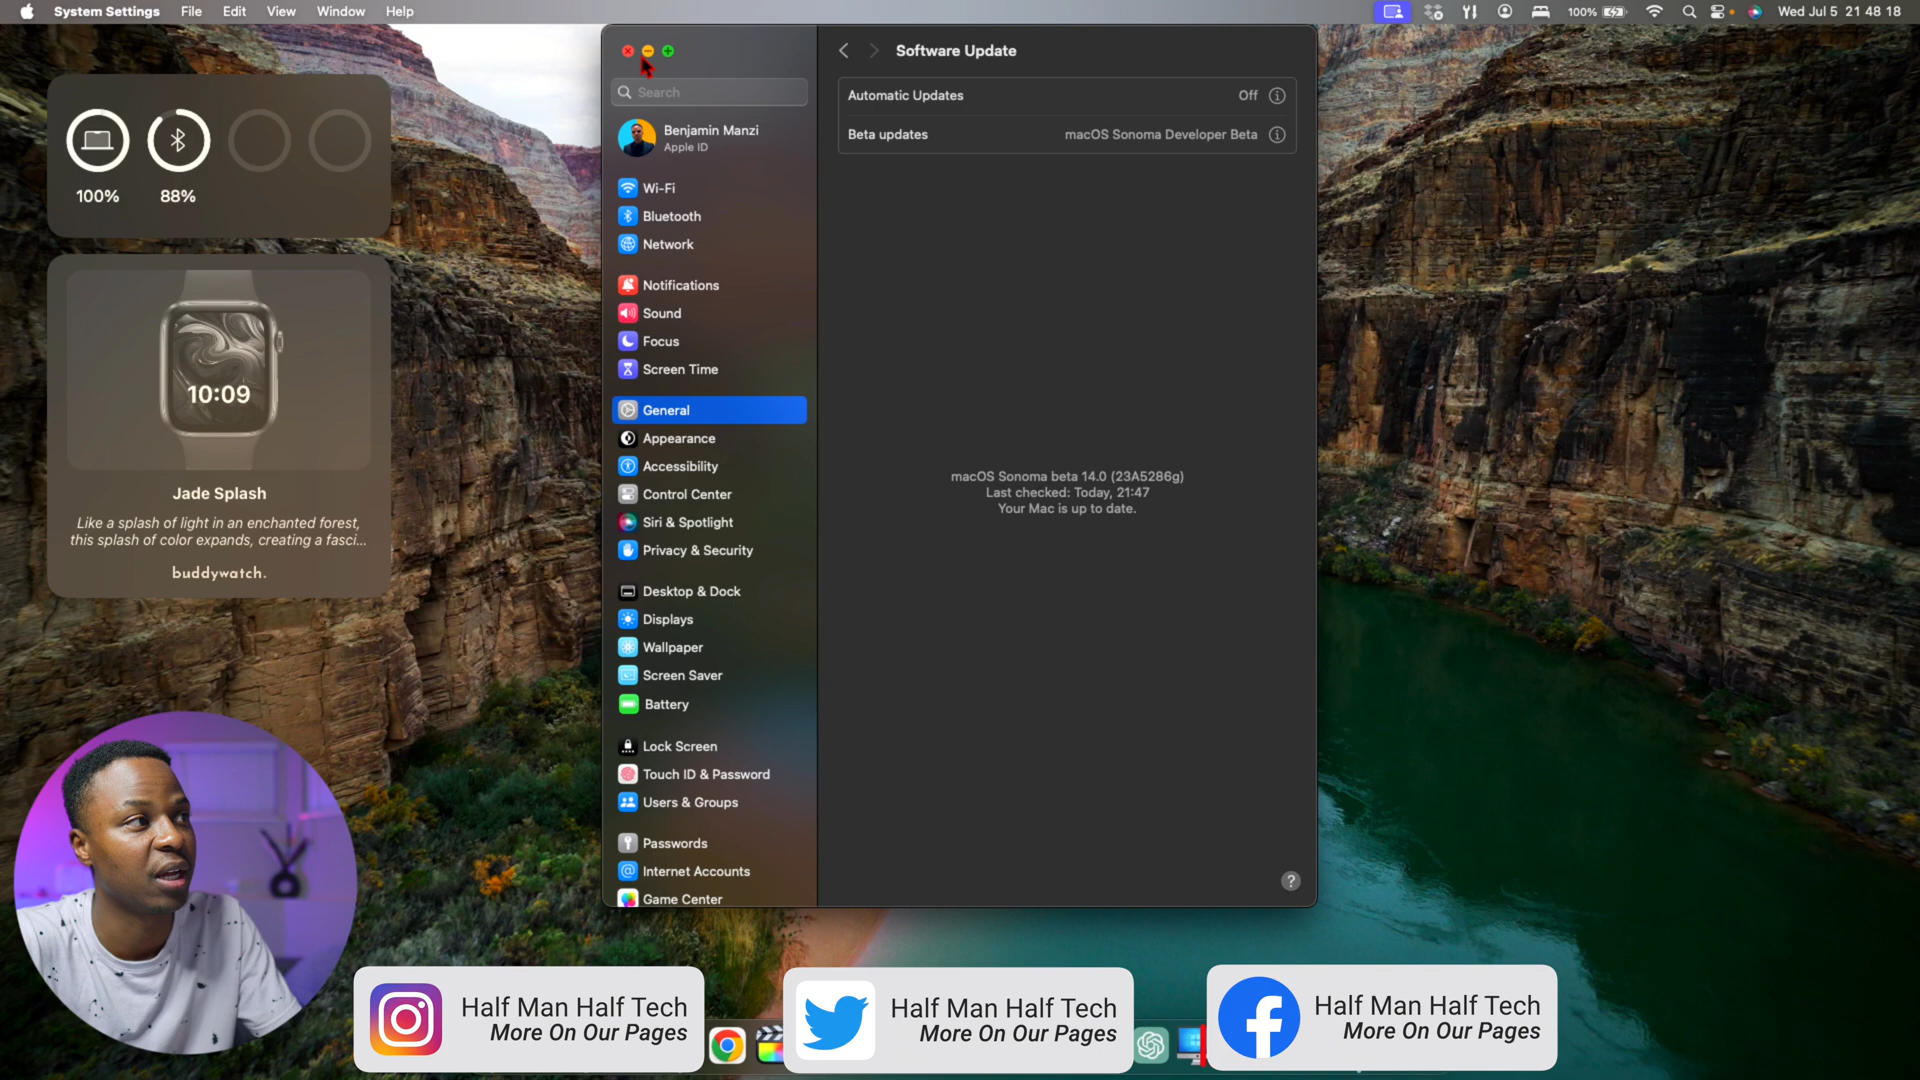 System Settings File Edit View Window Help
100% Wed Jul 5 21 48 18
100% 88%
10:09
Jade Splash
Like a splash of light in an enchanted forest,
this splash of color expands, creating a fasci...
buddywatch.
Search
Benjamin Manzi
Apple ID
Wi-Fi
Bluetooth
Network
Notifications
Sound
Focus
Screen Time
General
Appearance
Accessibility
Control Center
Siri & Spotlight
Privacy & Security
Desktop & Dock
Displays
Wallpaper
Screen Saver
Battery
Lock Screen
Touch ID & Password
Users & Groups
Passwords
Internet Accounts
Game Center
Software Update
Automatic Updates Off
Beta updates macOS Sonoma Developer Beta
macOS Sonoma beta 14.0 (23A5286g)
Last checked: Today, 21:47
Your Mac is up to date.
?
Half Man Half Tech
More On Our Pages
Half Man Half Tech
More On Our Pages
Half Man Half Tech
More On Our Pages